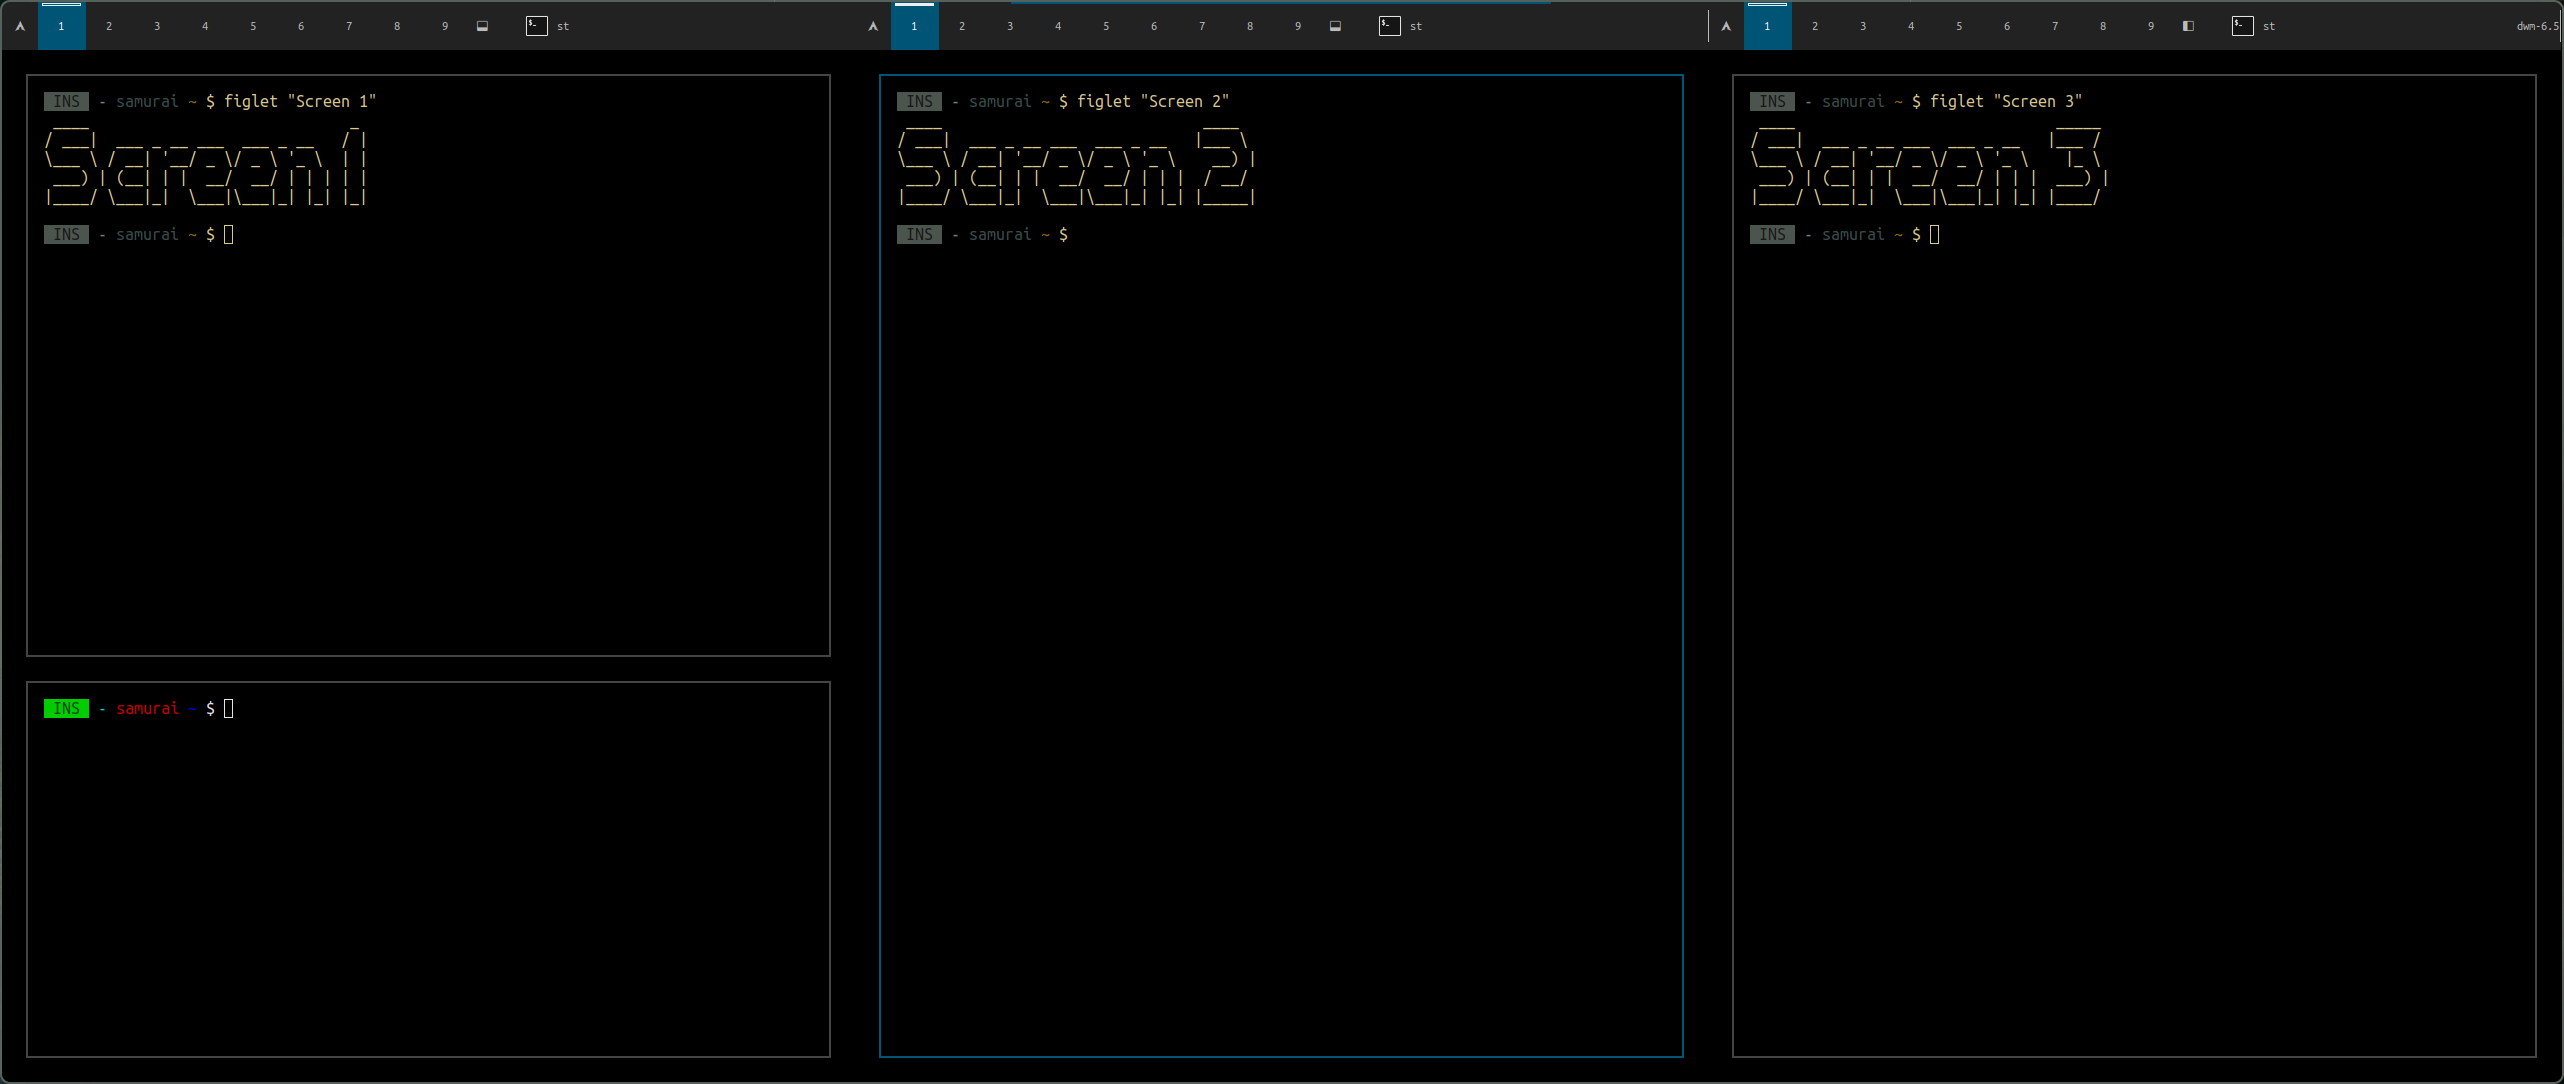 1 2 3 4 5 6 7 8 9 st
1 2 3 4 5 6 7 8 9 st
1 2 3 4 5 6 7 8 9 st dwm-6.5
INS - samurai ~ $ figlet "Screen 1"
Screen 1
INS - samurai ~ $
INS - samurai ~ $
INS - samurai ~ $ figlet "Screen 2"
Screen 2
INS - samurai ~ $
INS - samurai ~ $ figlet "Screen 3"
Screen 3
INS - samurai ~ $